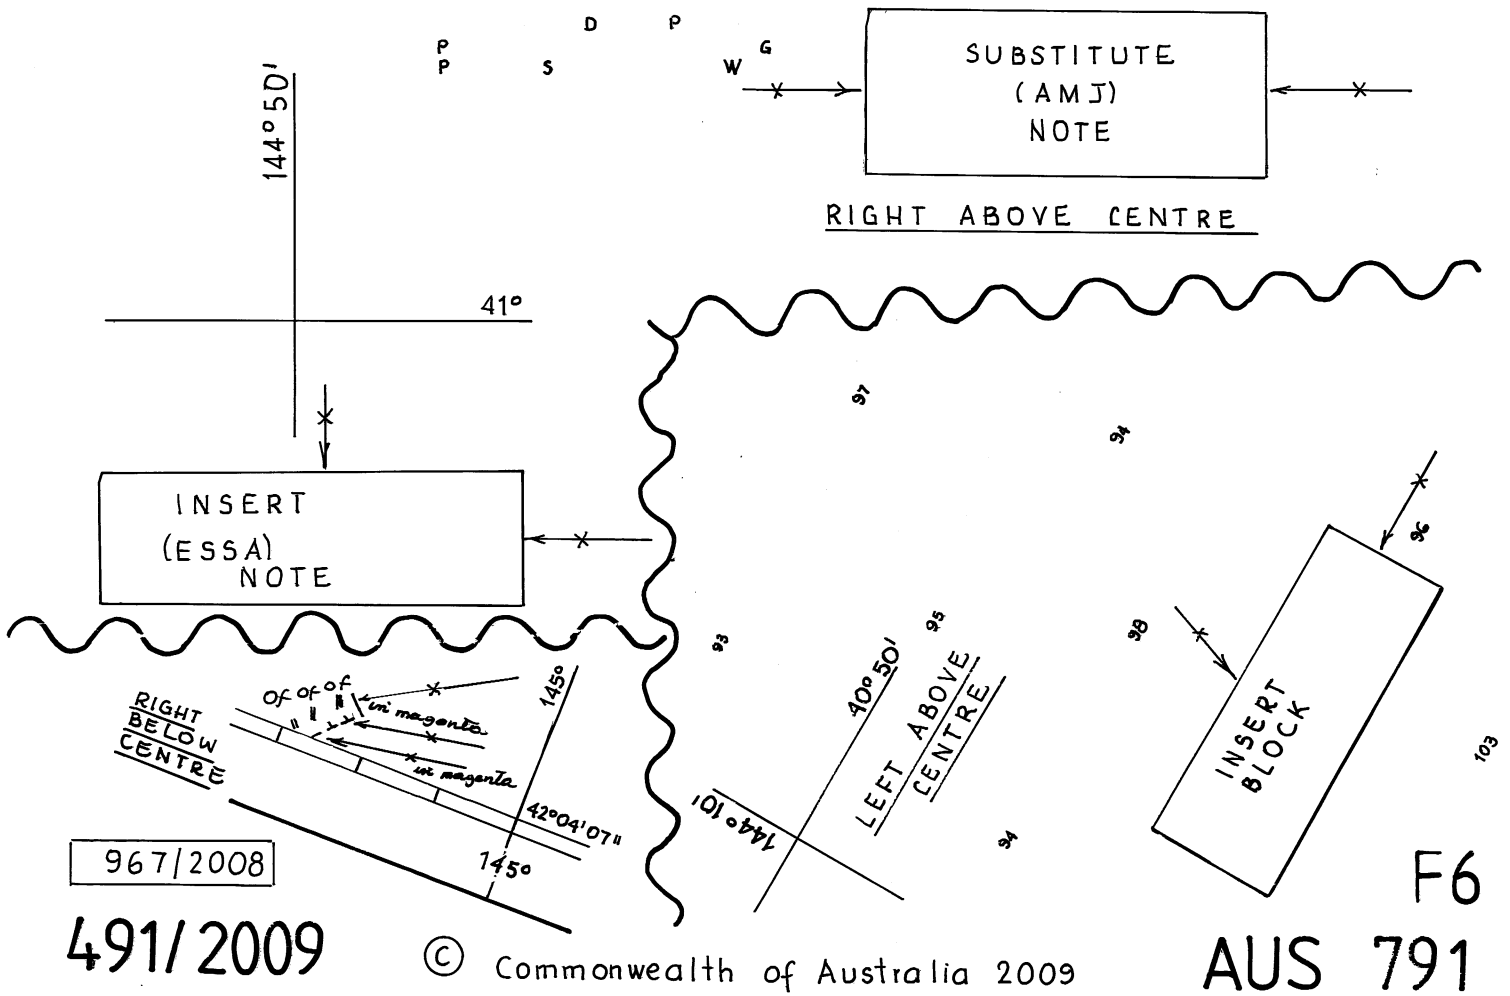 D P
P G
P S W
144° 50'
41°
SUBSTITUTE
(AMJ)
NOTE
RIGHT ABOVE CENTRE
INSERT
(ESSA)
NOTE
97
94
96
98
95
93
103
94
40° 50'
144° 10'
LEFT ABOVE
CENTRE
INSERT
BLOCK
RIGHT
BELOW
CENTRE
Of Of Of
" " "
in magenta
in magenta
145°
42°04'07"
145°
967/2008
491/2009
© Commonwealth of Australia 2009
F6
AUS 791